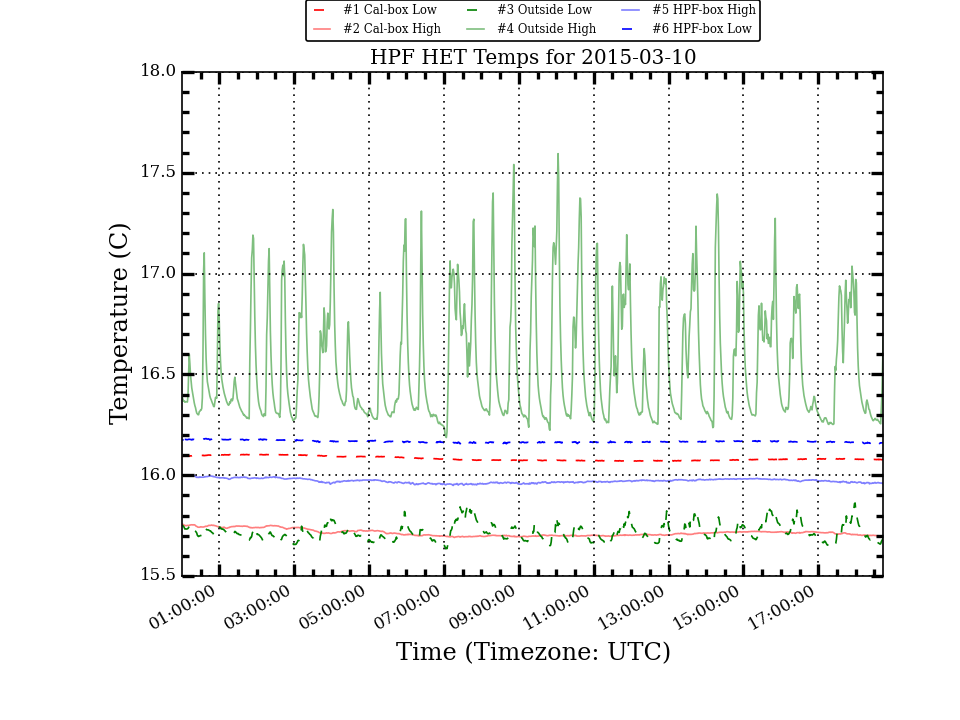 #1 Cal-box Low #3 Outside Low #5 HPF-box High
#2 Cal-box High #4 Outside High #6 HPF-box Low
HPF HET Temps for 2015-03-10
18.0
17.5
17.0
16.5
16.0
15.5
Temperature (C)
01:00:00 03:00:00 05:00:00 07:00:00 09:00:00 11:00:00 13:00:00 15:00:00 17:00:00
Time (Timezone: UTC)